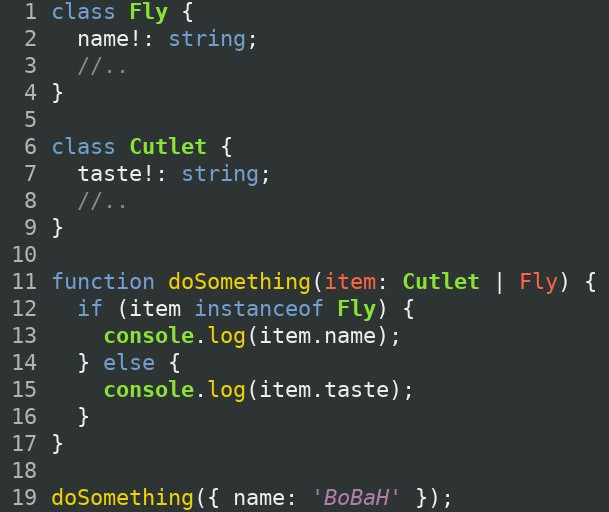 1 class Fly {
2   name!: string;
3   //..
4 }
5
6 class Cutlet {
7   taste!: string;
8   //..
9 }
10
11 function doSomething(item: Cutlet | Fly) {
12   if (item instanceof Fly) {
13     console.log(item.name);
14   } else {
15     console.log(item.taste);
16   }
17 }
18
19 doSomething({ name: 'BoBaH' });